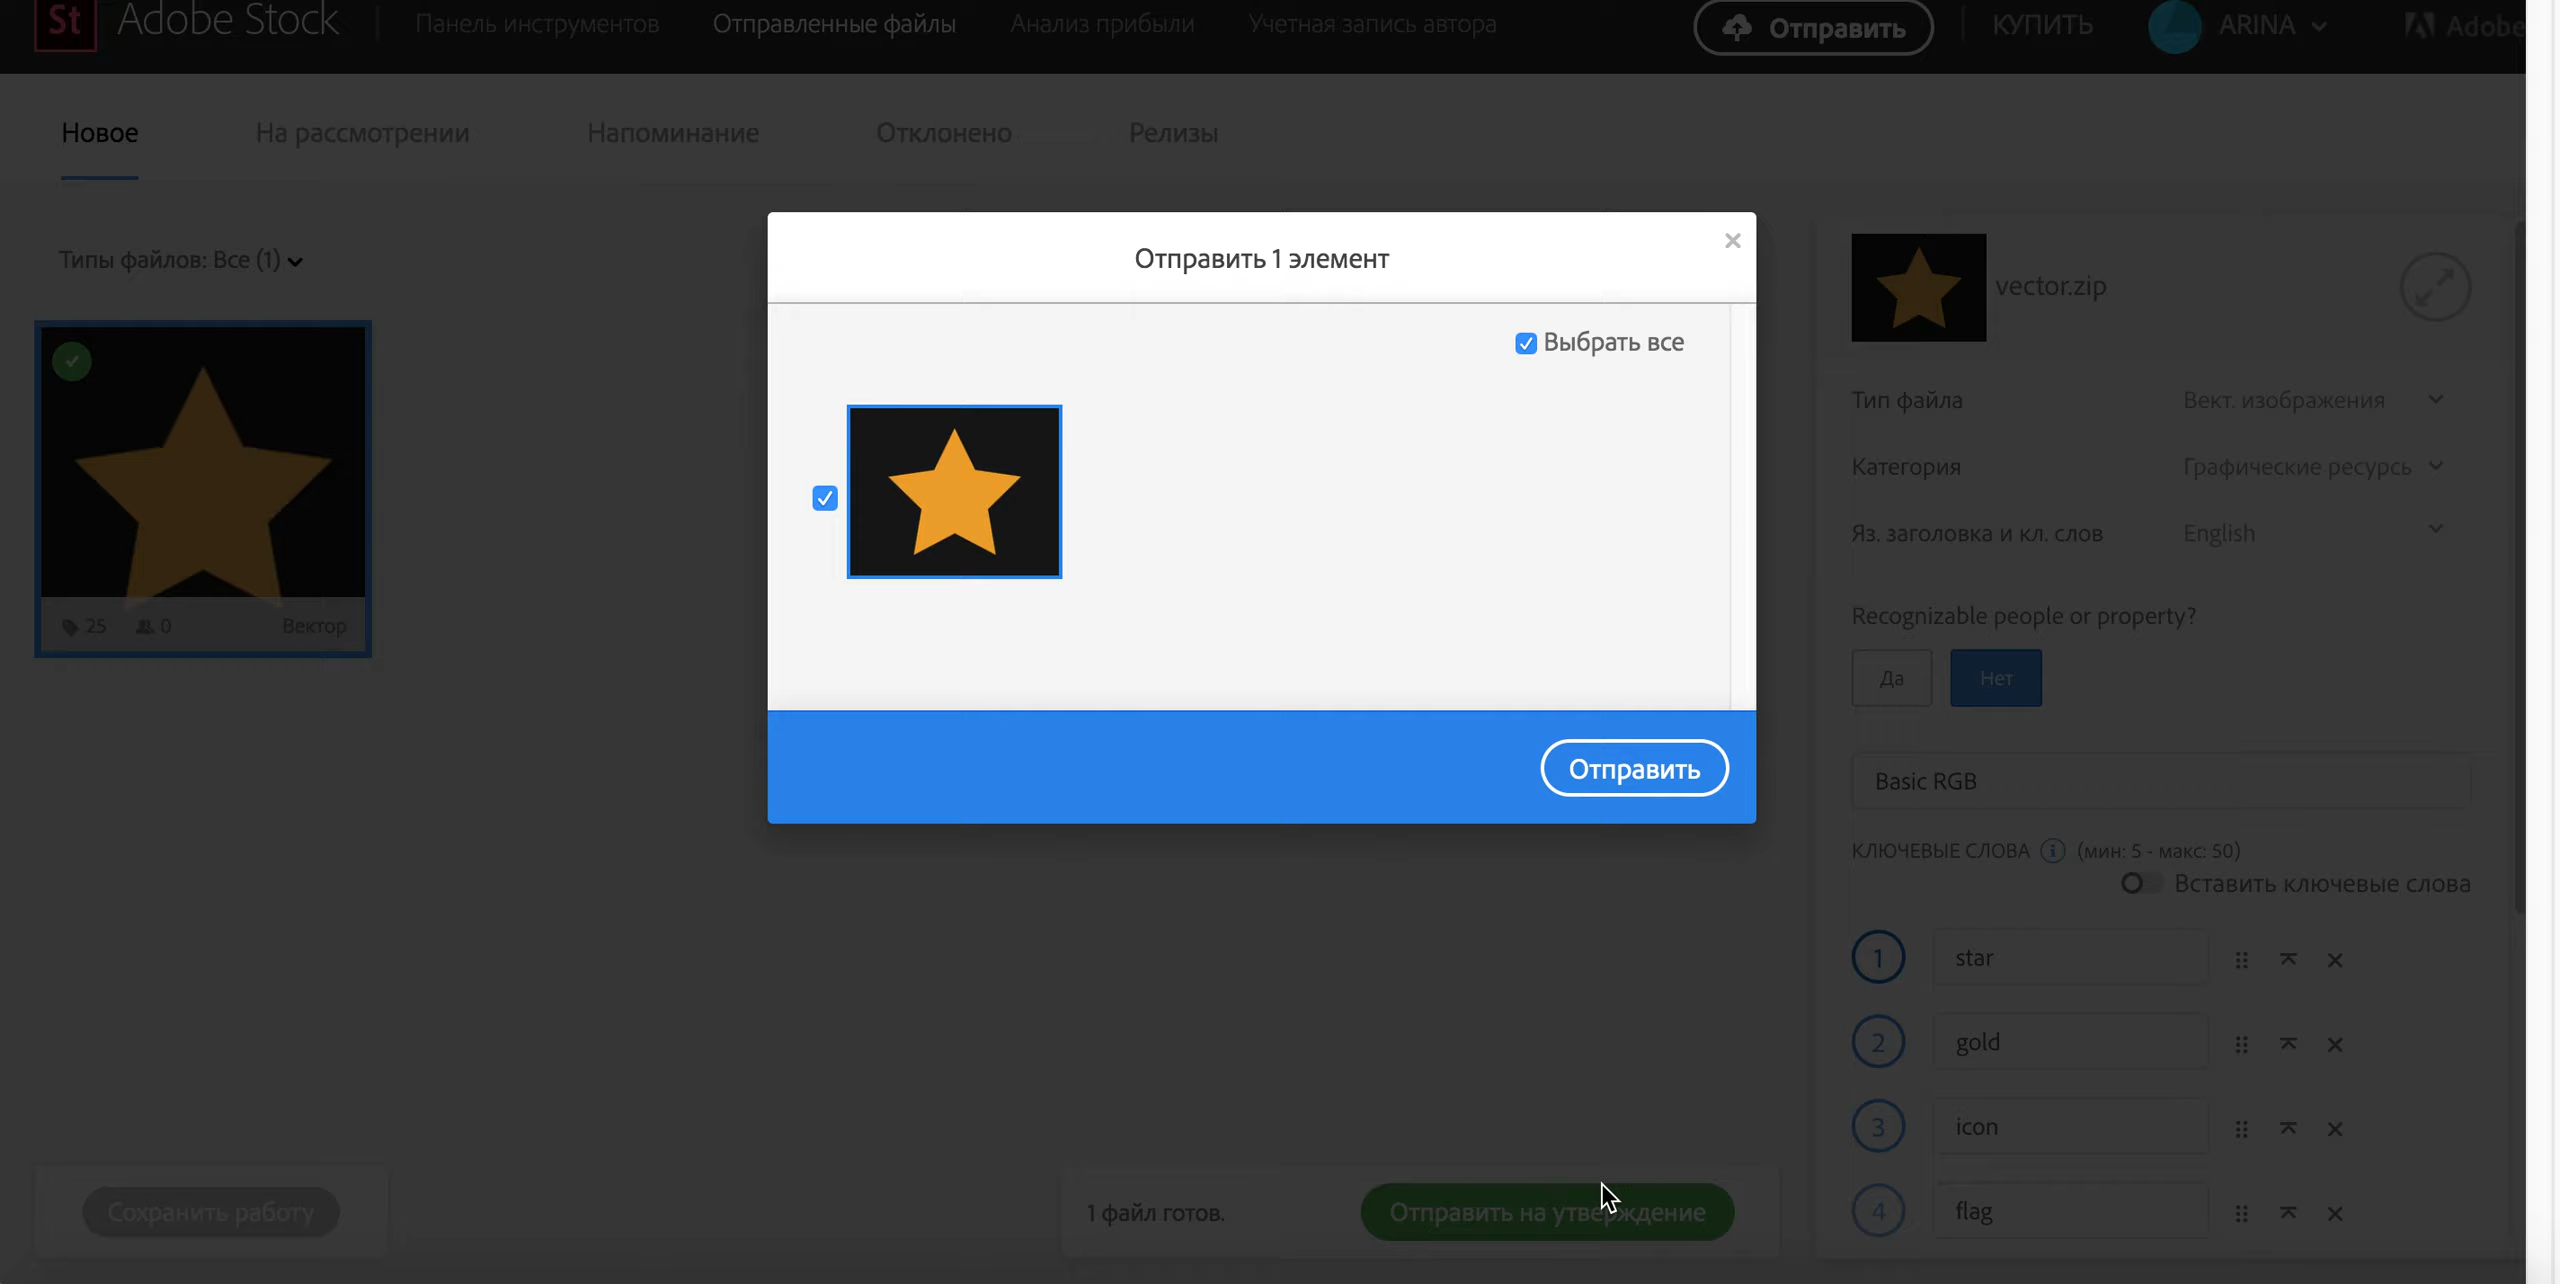 St Adobe Stock Панель инструментов Отправленные файлы Анализ прибыли Учетная запись автора Отправить КУПИТЬ ARINA Adobe
Новое На рассмотрении Напоминание Отклонено Релизы
Типы файлов: Все (1)
25 0 Вектор
Отправить 1 элемент
Выбрать все
Отправить
vector.zip
Тип файла Вект. изображения
Категория Графические ресурсь
Яз. заголовка и кл. слов English
Recognizable people or property?
Да Нет
Basic RGB
КЛЮЧЕВЫЕ СЛОВА i (мин: 5 - макс: 50)
Вставить ключевые слова
1 star
2 gold
3 icon
4 flag
Сохранить работу
1 файл готов. Отправить на утверждение